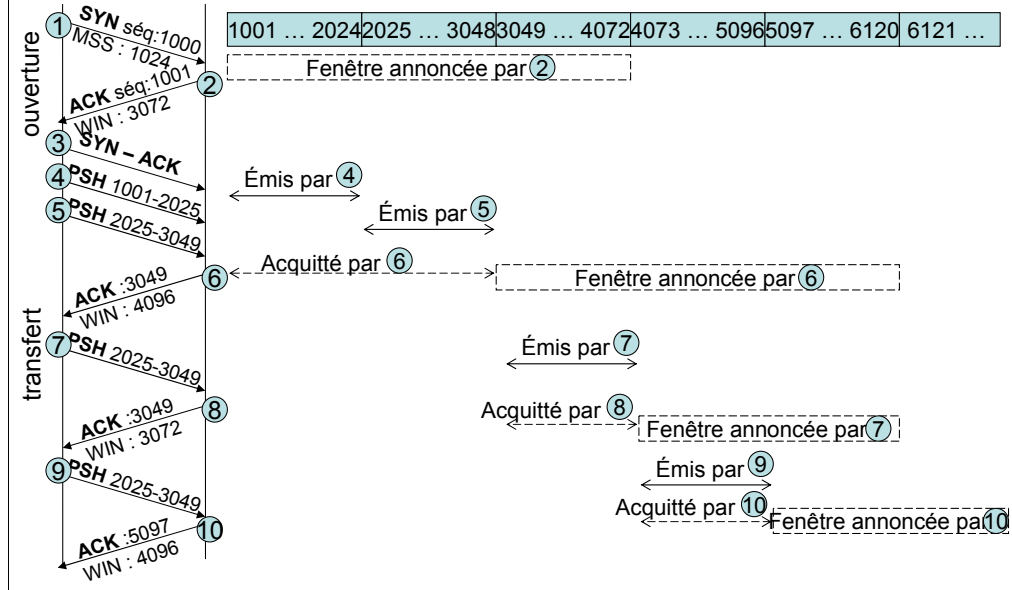 1
SYN séq:1000
MSS : 1024
1001 … 2024
2025 … 3048
3049 … 4072
4073 … 5096
5097 … 6120
6121 …
Fenêtre annoncée par 2
ouverture
2
ACK séq:1001
WIN : 3072
3
SYN – ACK
4
PSH 1001-2025
Émis par 4
5
PSH 2025-3049
Émis par 5
Acquitté par 6
Fenêtre annoncée par 6
6
ACK :3049
WIN : 4096
transfert
7
PSH 2025-3049
Émis par 7
8
ACK :3049
WIN : 3072
Acquitté par 8
Fenêtre annoncée par 7
9
PSH 2025-3049
Émis par 9
Acquitté par 10
Fenêtre annoncée par 10
10
ACK :5097
WIN : 4096